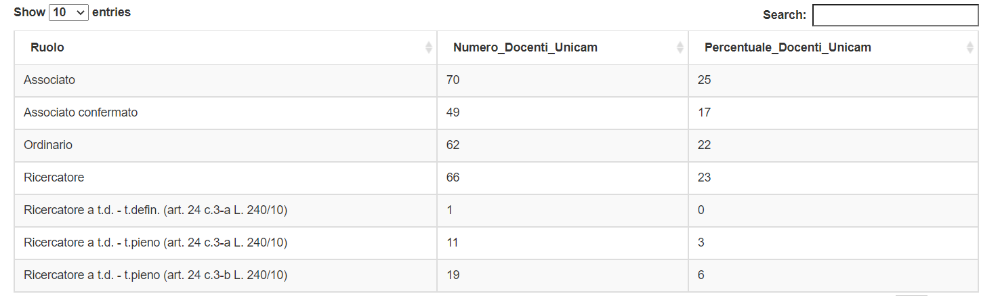 Show 10 entries
Search:
Ruolo Numero_Docenti_Unicam Percentuale_Docenti_Unicam
Associato 70 25
Associato confermato 49 17
Ordinario 62 22
Ricercatore 66 23
Ricercatore a t.d. - t.defin. (art. 24 c.3-a L. 240/10) 1 0
Ricercatore a t.d. - t.pieno (art. 24 c.3-a L. 240/10) 11 3
Ricercatore a t.d. - t.pieno (art. 24 c.3-b L. 240/10) 19 6